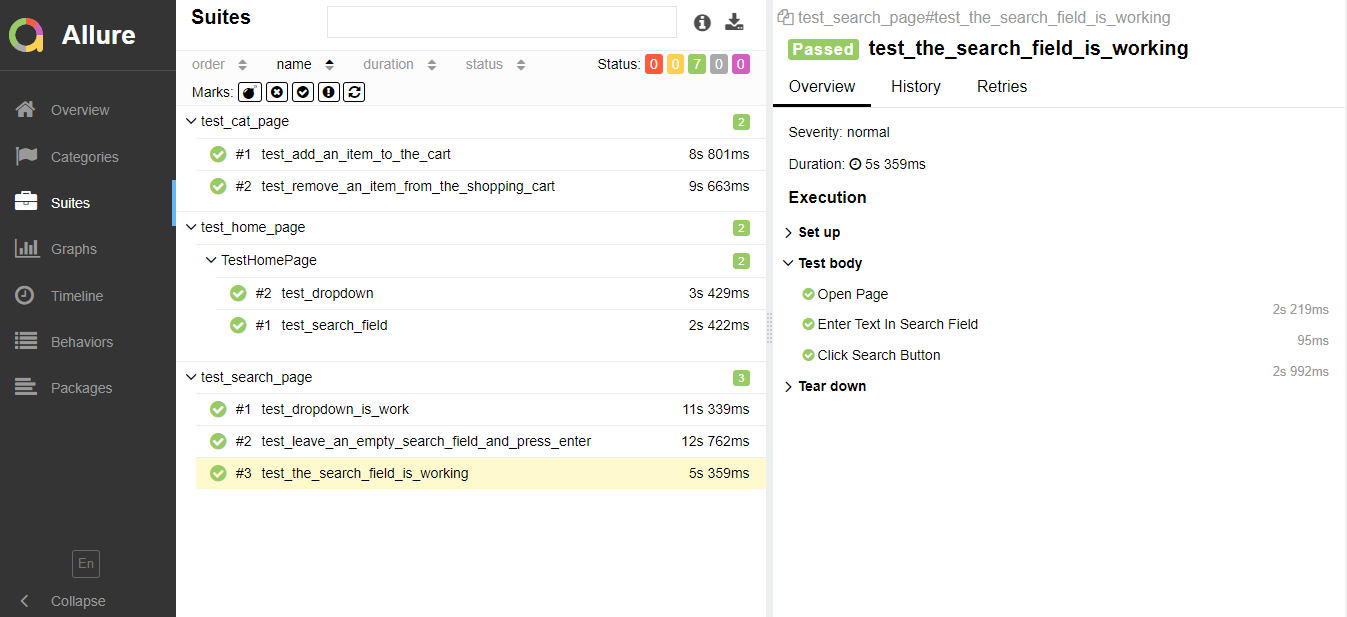 Allure
Overview
Categories
Suites
Graphs
Timeline
Behaviors
Packages
En
Collapse
Suites
order name duration status Status: 0 0 7 0 0
Marks:
test_cat_page 2
#1 test_add_an_item_to_the_cart 8s 801ms
#2 test_remove_an_item_from_the_shopping_cart 9s 663ms
test_home_page 2
TestHomePage 2
#2 test_dropdown 3s 429ms
#1 test_search_field 2s 422ms
test_search_page 3
#1 test_dropdown_is_work 11s 339ms
#2 test_leave_an_empty_search_field_and_press_enter 12s 762ms
#3 test_the_search_field_is_working 5s 359ms
test_search_page#test_the_search_field_is_working
Passed test_the_search_field_is_working
Overview History Retries
Severity: normal
Duration: 5s 359ms
Execution
Set up
Test body
Open Page
2s 219ms
Enter Text In Search Field
95ms
Click Search Button
2s 992ms
Tear down